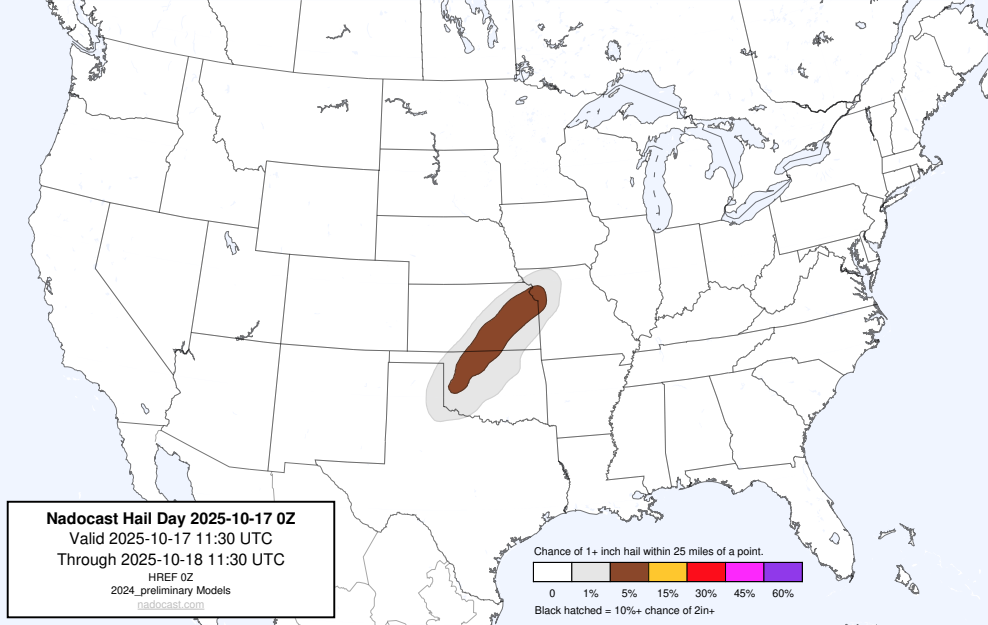 Nadocast Hail Day 2025-10-17 0Z
Valid 2025-10-17 11:30 UTC
Through 2025-10-18 11:30 UTC
HREF 0Z
2024_preliminary Models
nadocast.com
Chance of 1+ inch hail within 25 miles of a point.
0 1% 5% 15% 30% 45% 60%
Black hatched = 10%+ chance of 2in+